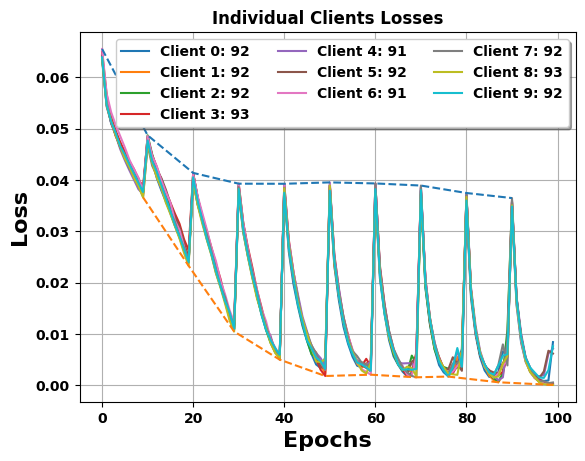 Individual Clients Losses
Client 0: 92 Client 4: 91 Client 7: 92
Client 1: 92 Client 5: 92 Client 8: 93
Client 2: 92 Client 6: 91 Client 9: 92
Client 3: 93
0.06
0.05
0.04
0.03
0.02
0.01
0.00
Loss
0 20 40 60 80 100
Epochs